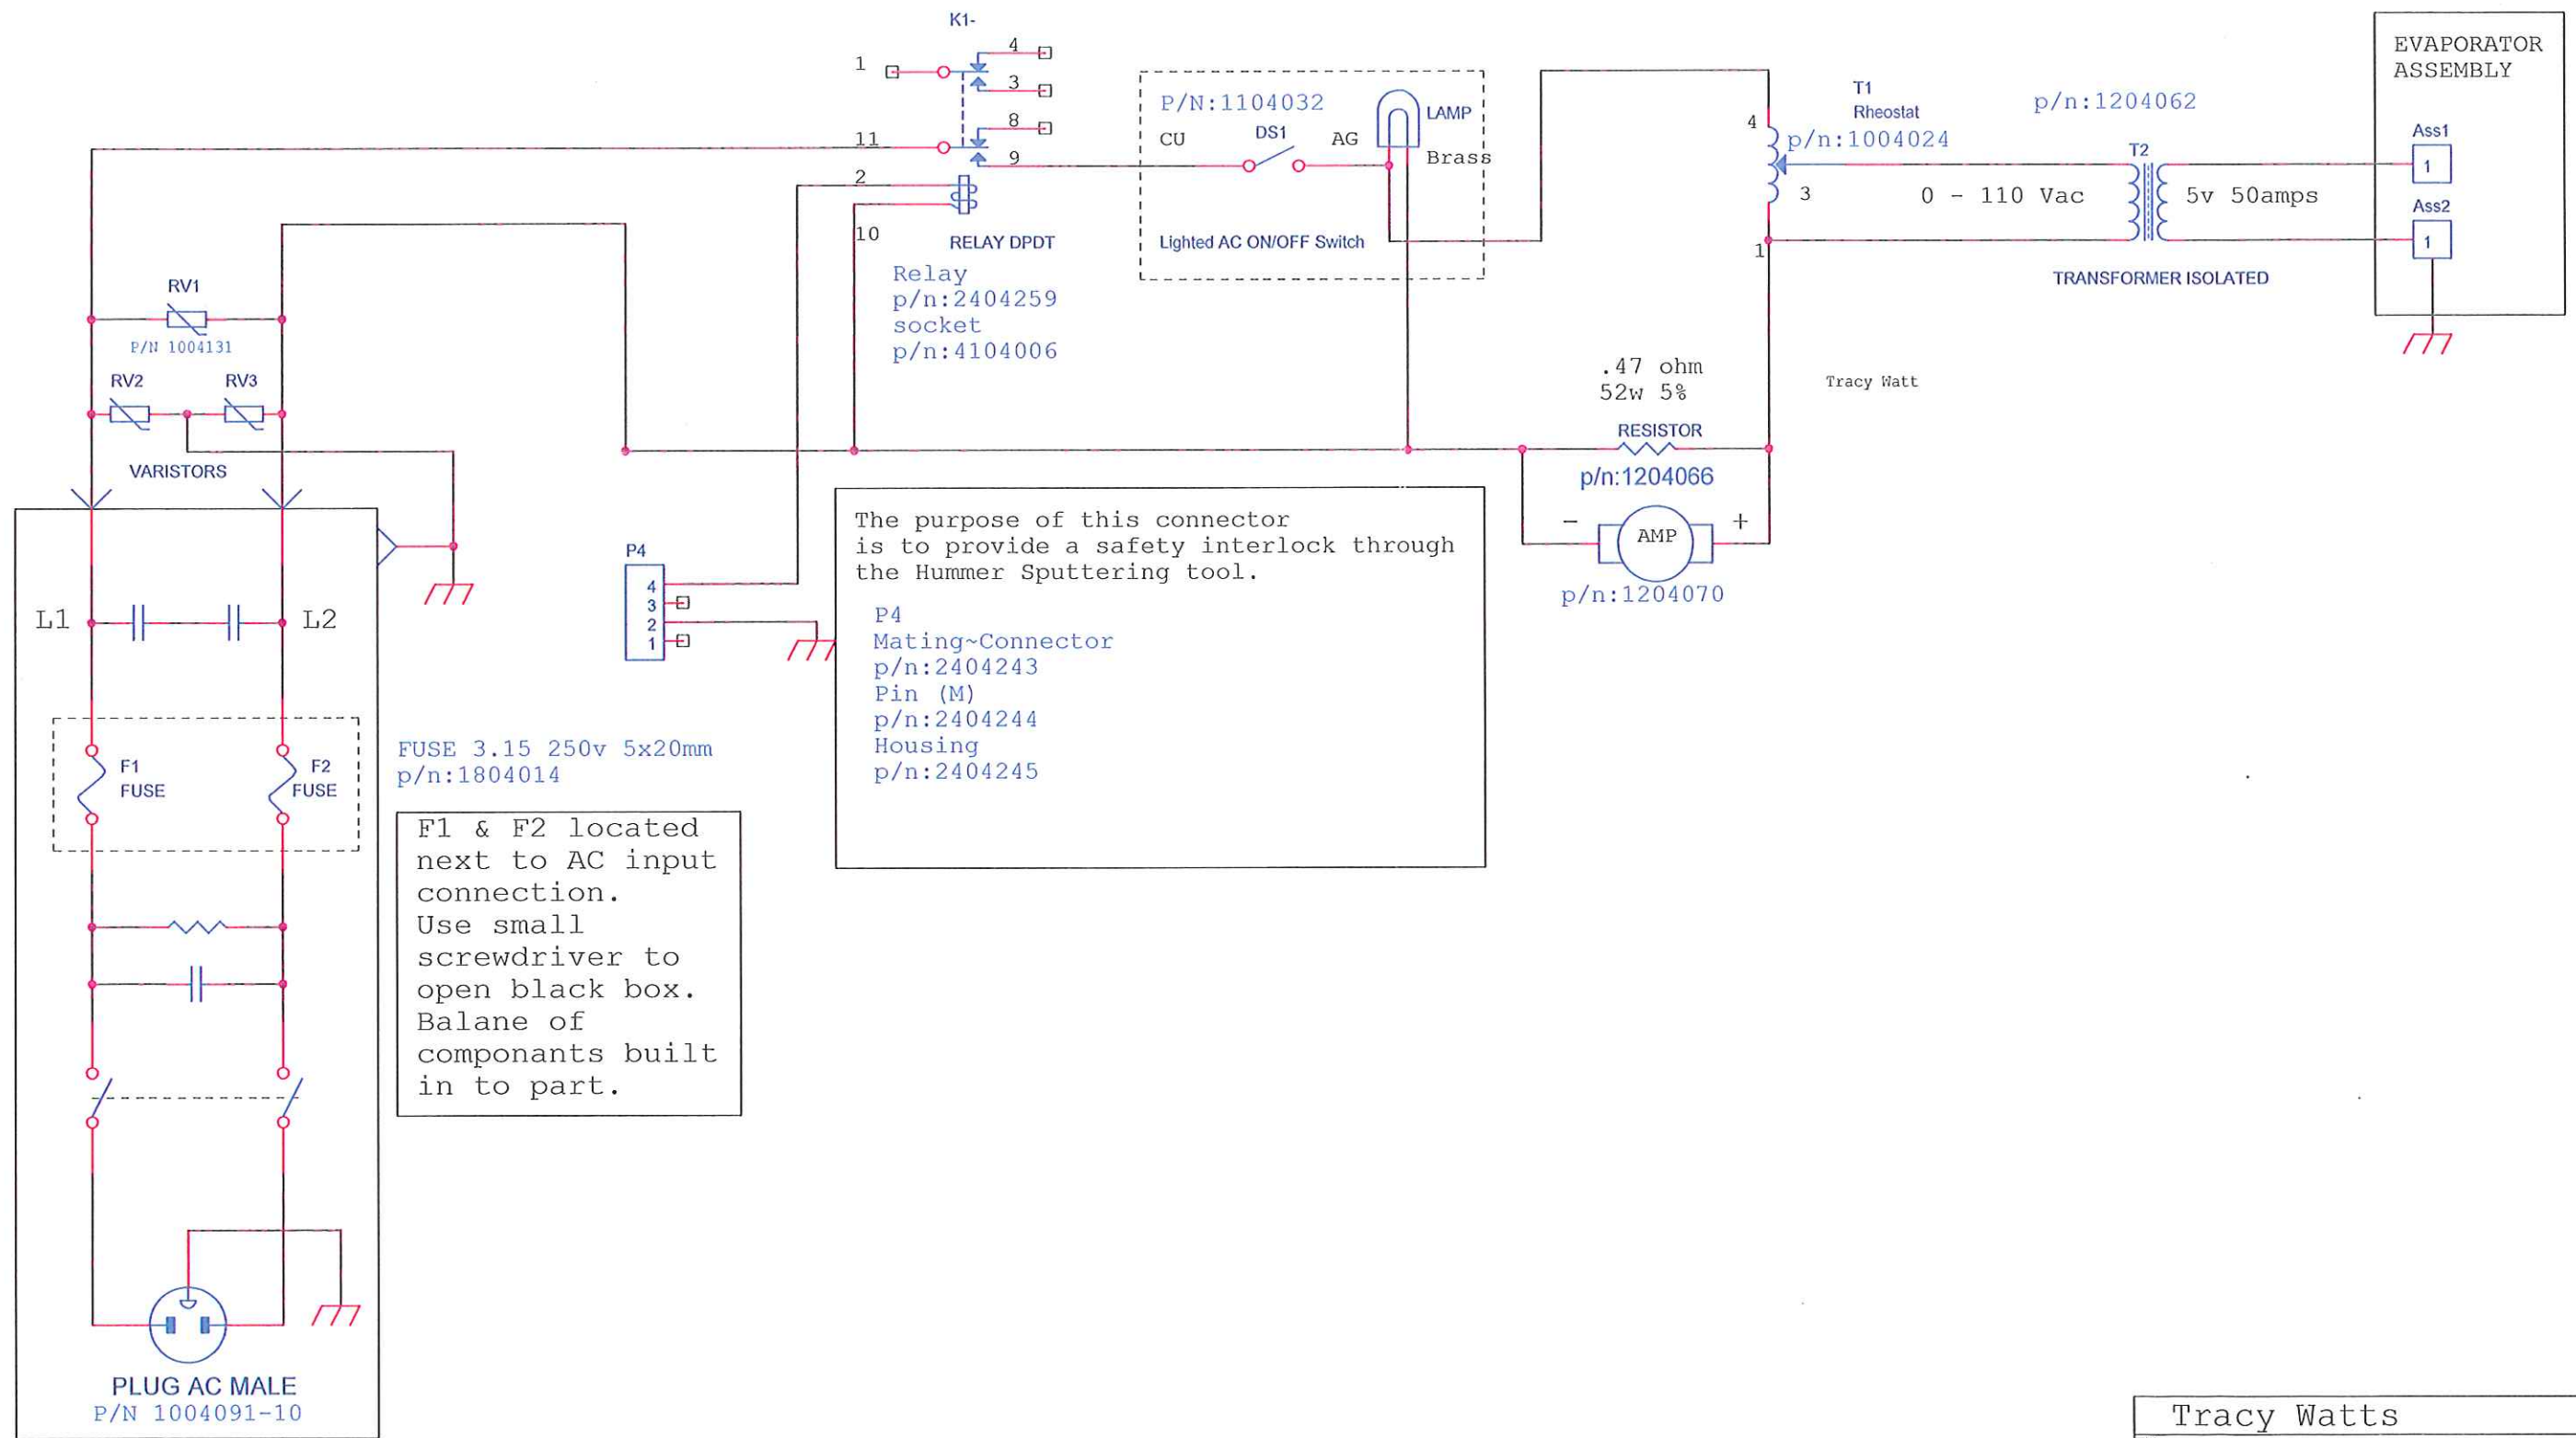 K1-
4
1
3
8
11
9
2
10
RELAY DPDT
Relay
p/n:2404259
socket
p/n:4104006
P/N:1104032
CU
DS1
AG
LAMP
Brass
Lighted AC ON/OFF Switch
T1
Rheostat
p/n:1004024
4
3
1
p/n:1204062
T2
0 - 110 Vac
5v 50amps
TRANSFORMER ISOLATED
EVAPORATOR
ASSEMBLY
Ass1
1
Ass2
1
RV1
P/N 1004131
RV2
RV3
VARISTORS
.47 ohm
52w 5%
RESISTOR
p/n:1204066
Tracy Watt
-
AMP
+
p/n:1204070
P4
4
3
2
1
The purpose of this connector
is to provide a safety interlock through
the Hummer Sputtering tool.
P4
Mating~Connector
p/n:2404243
Pin (M)
p/n:2404244
Housing
p/n:2404245
L1
L2
F1
FUSE
F2
FUSE
FUSE 3.15 250v 5x20mm
p/n:1804014
F1 & F2 located
next to AC input
connection.
Use small
screwdriver to
open black box.
Balane of
componants built
in to part.
PLUG AC MALE
P/N 1004091-10
Tracy Watts